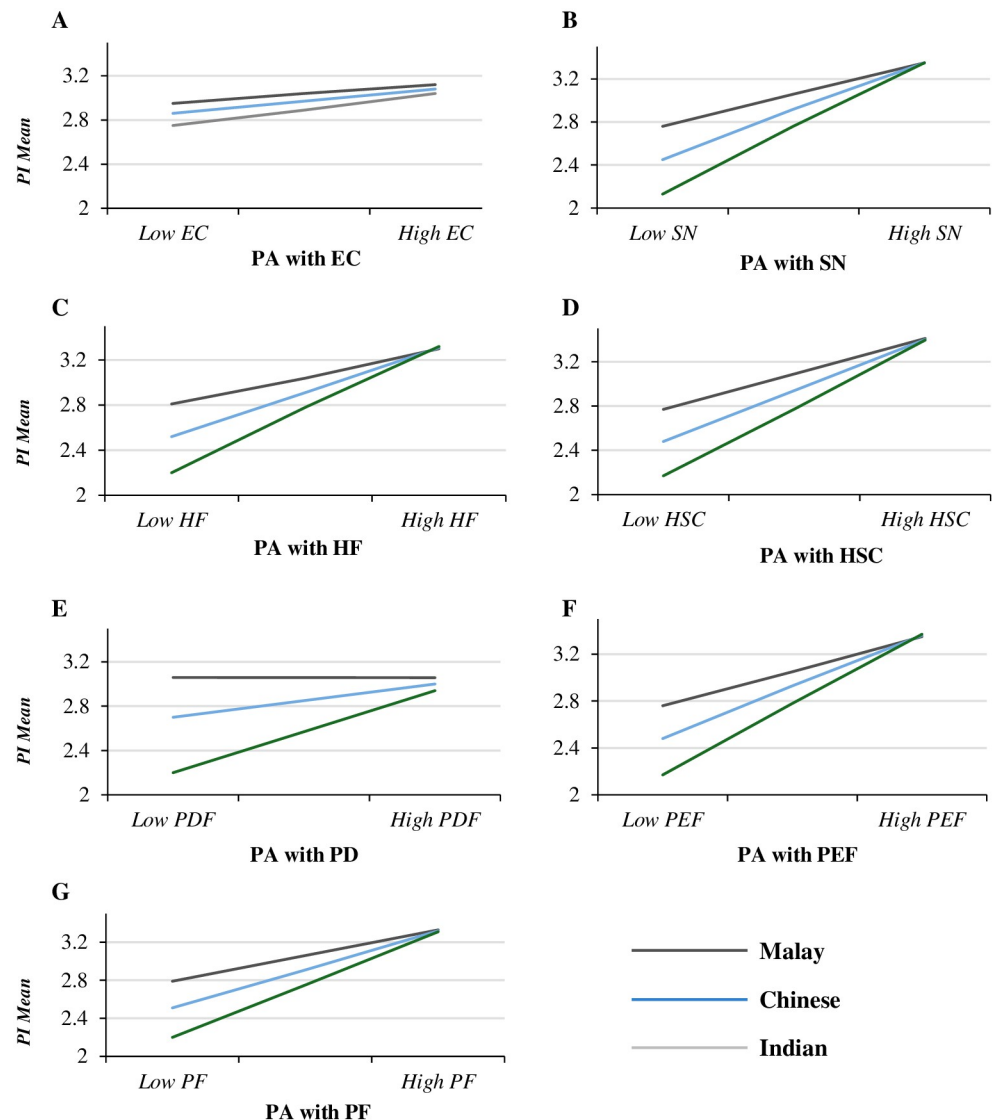 A
3.2
2.8
2.4
2
PI Mean
Low EC
High EC
PA with EC
B
3.2
2.8
2.4
2
Low SN
High SN
PA with SN
C
3.2
2.8
2.4
2
PI Mean
Low HF
High HF
PA with HF
D
3.2
2.8
2.4
2
Low HSC
High HSC
PA with HSC
E
3.2
2.8
2.4
2
PI Mean
Low PDF
High PDF
PA with PD
F
3.2
2.8
2.4
2
Low PEF
High PEF
PA with PEF
G
3.2
2.8
2.4
2
PI Mean
Low PF
High PF
PA with PF
Malay
Chinese
Indian